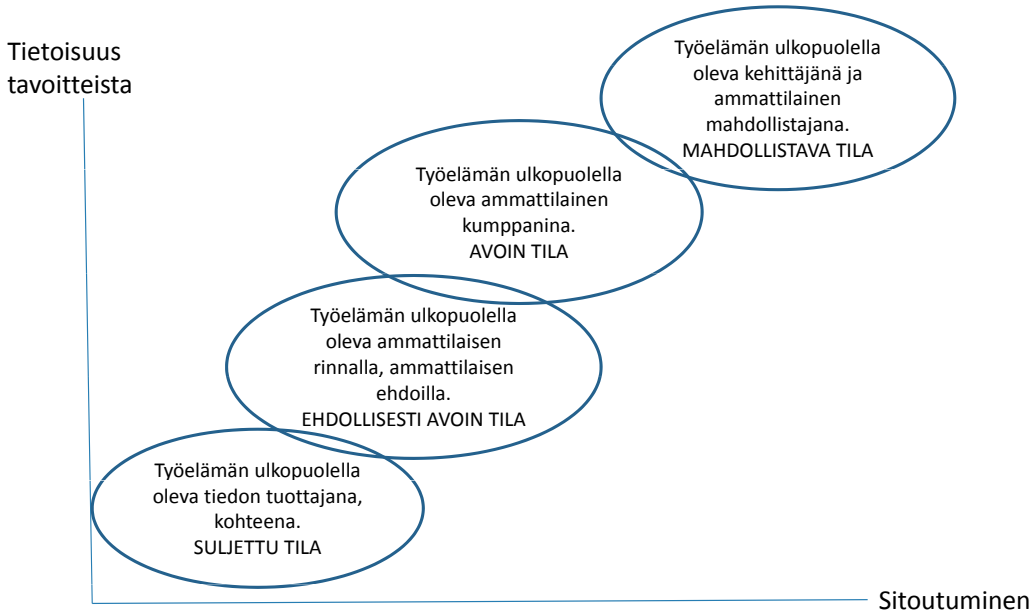 Tietoisuus
tavoitteista
Työelämän ulkopuolella
oleva kehittäjänä ja
ammattilainen
mahdollistajana.
MAHDOLLISTAVA TILA
Työelämän ulkopuolella
oleva ammattilainen
kumppanina.
AVOIN TILA
Työelämän ulkopuolella
oleva ammattilaisen
rinnalla, ammattilaisen
ehdoilla.
EHDOLLISESTI AVOIN TILA
Työelämän ulkopuolella
oleva tiedon tuottajana,
kohteena.
SULJETTU TILA
Sitoutuminen